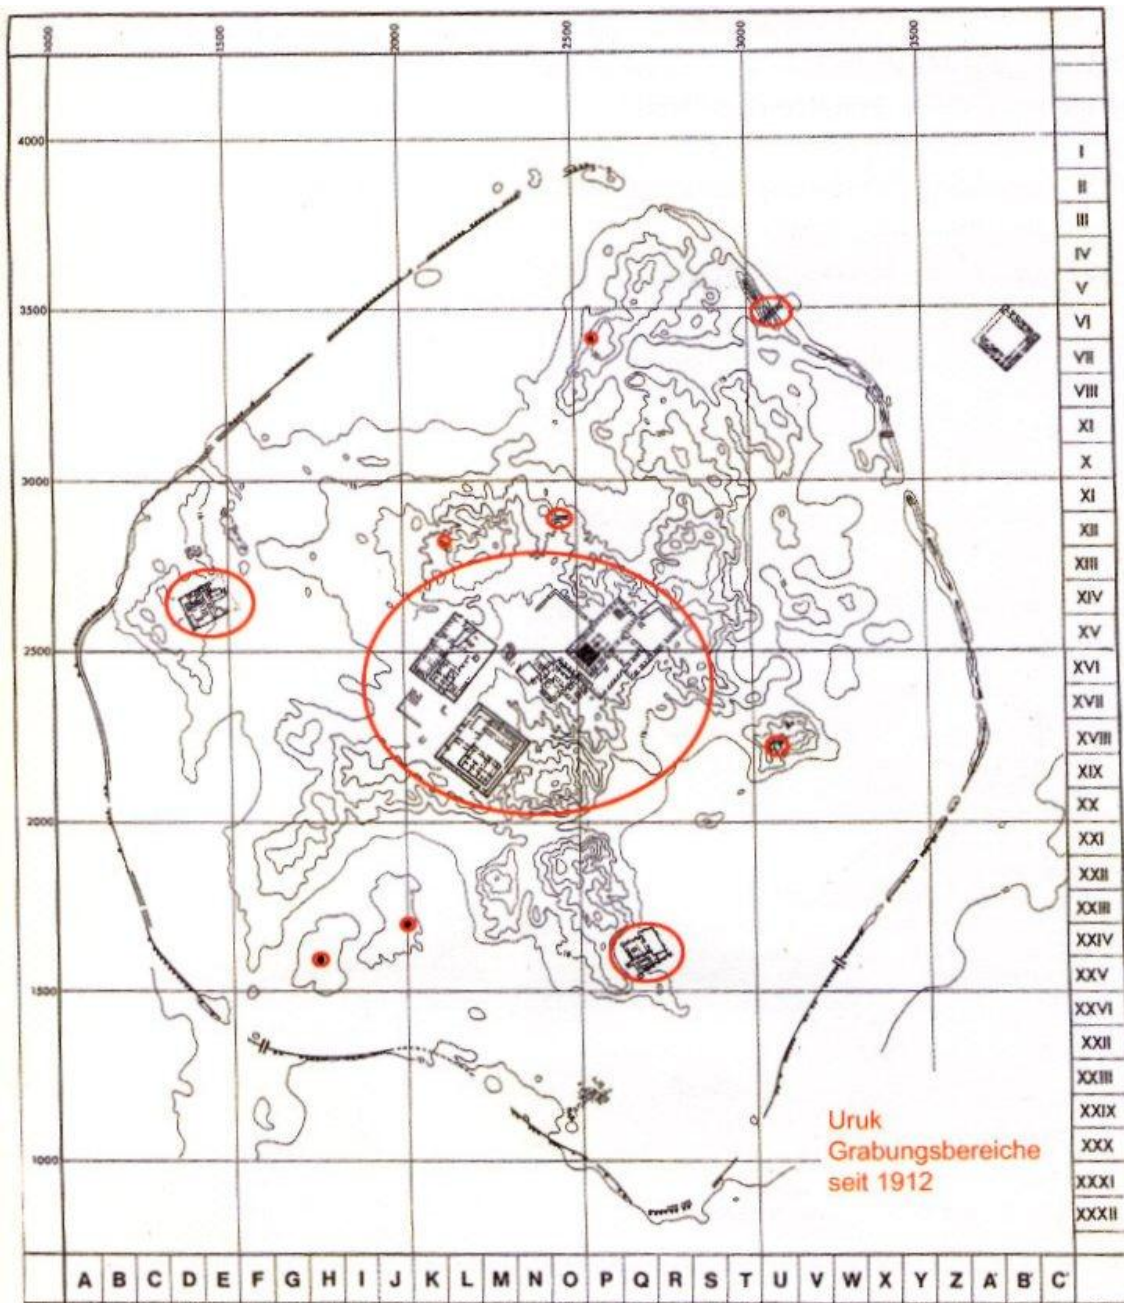 1500 2000 2500 3000 3500
4000
I
II
III
IV
V
3500
VI
VII
VIII
XI
X
3000
XI
XII
XIII
XIV
XV
2500
XVI
XVII
XVIII
XIX
XX
2000
XXI
XXII
XXIII
XXIV
XXV
1500
XXVI
XXII
XXIII
XXIX
XXX
1000
XXXI
XXXII
Uruk
Grabungsbereiche
seit 1912
A B C D E F G H I J K L M N O P Q R S T U V W X Y Z A' B' C'